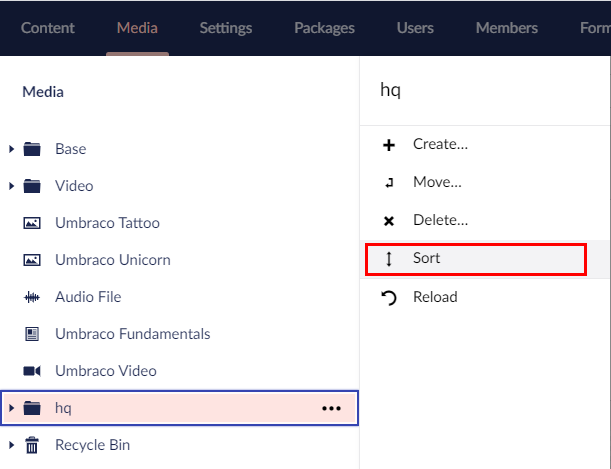 Content Media Settings Packages Users Members Form
Media
Base
Video
Umbraco Tattoo
Umbraco Unicorn
Audio File
Umbraco Fundamentals
Umbraco Video
hq
Recycle Bin
hq
Create...
Move...
Delete...
Sort
Reload